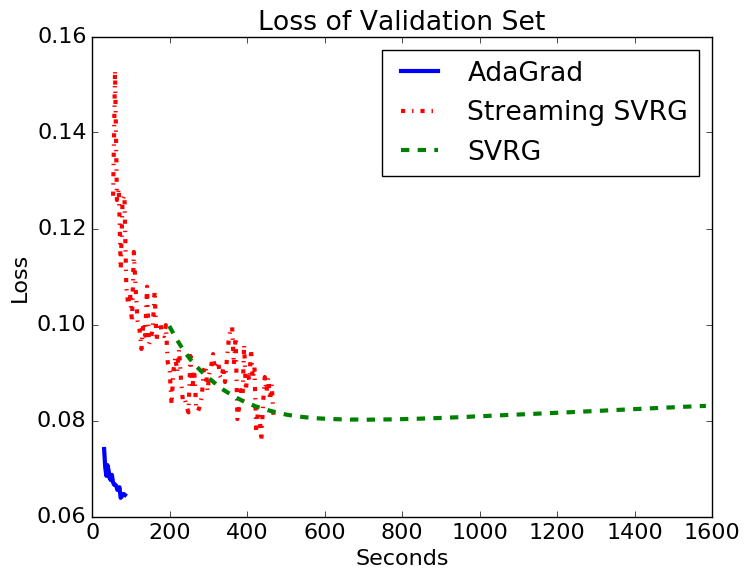 Loss of Validation Set
AdaGrad
Streaming SVRG
SVRG
Loss
0.16
0.14
0.12
0.10
0.08
0.06
0 200 400 600 800 1000 1200 1400 1600
Seconds